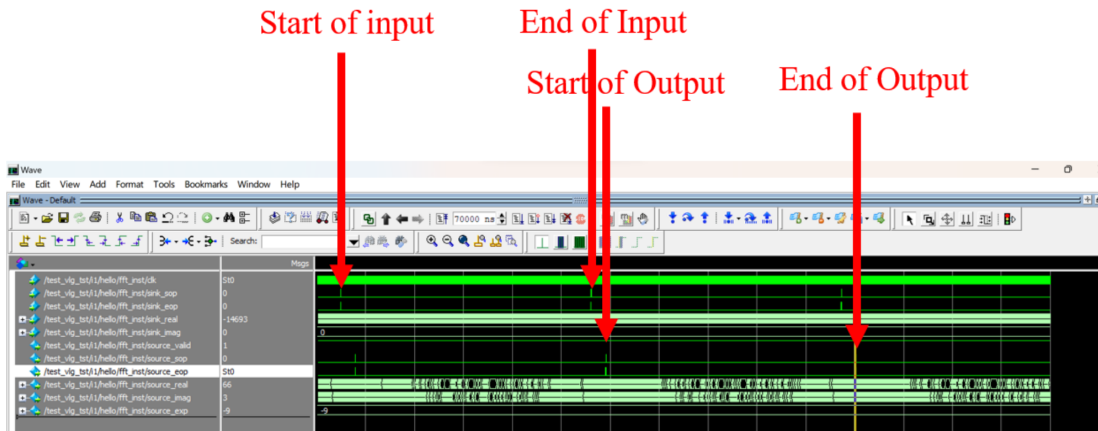 Start of input
End of Input
Start of Output
End of Output
Wave
File Edit View Add Format Tools Bookmarks Window Help
Wave - Default
70000 ns
Search:
Msgs
/test_vlg_tst/i1/hello/fft_inst/clk St0
/test_vlg_tst/i1/hello/fft_inst/sink_sop 0
/test_vlg_tst/i1/hello/fft_inst/sink_eop 0
/test_vlg_tst/i1/hello/fft_inst/sink_real -14693
/test_vlg_tst/i1/hello/fft_inst/sink_imag 0 0
/test_vlg_tst/i1/hello/fft_inst/source_valid 1
/test_vlg_tst/i1/hello/fft_inst/source_sop 0
/test_vlg_tst/i1/hello/fft_inst/source_eop St0
/test_vlg_tst/i1/hello/fft_inst/source_real 66
/test_vlg_tst/i1/hello/fft_inst/source_imag 3
/test_vlg_tst/i1/hello/fft_inst/source_exp -9 -9